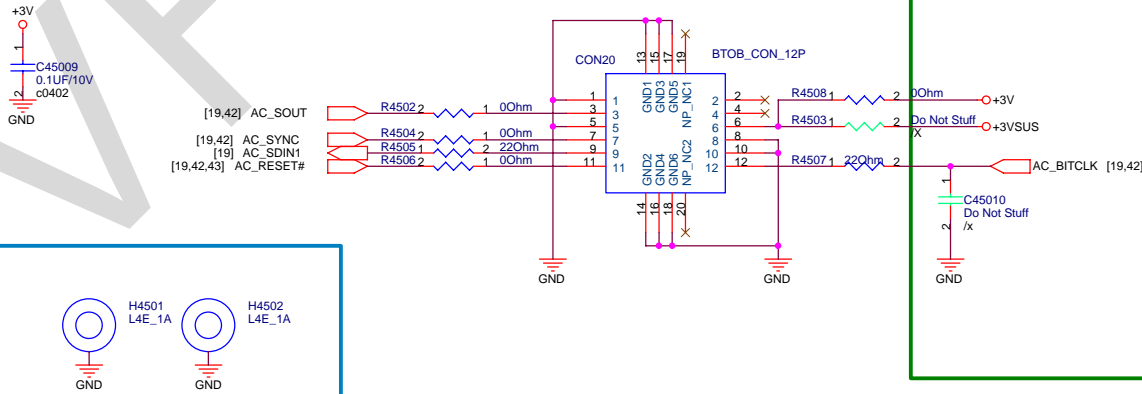 +3V
1
C45009
0.1UF/10V
c0402
2
GND
CON20
BTOB_CON_12P
13
15
17
19
GND1
GND3
GND5
NP_NC1
[19,42] AC_SOUT
R4502 2 1 0Ohm
[19,42] AC_SYNC
R4504 2 1 0Ohm
[19] AC_SDIN1
R4505 1 2 22Ohm
[19,42,43] AC_RESET#
R4506 2 1 0Ohm
1 1
3 3
5 5
7 7
9 9
11 11
2 2
4 4
6 6
8 8
10 10
12 12
GND2
GND4
GND6
NP_NC2
14
16
18
20
R4508 1 2 0Ohm
+3V
R4503 1 2 Do Not Stuff
/X
+3VSUS
R4507 1 22Ohm 2
AC_BITCLK [19,42]
1
C45010
Do Not Stuff
/x
2
GND
GND
GND
H4501
L4E_1A
GND
H4502
L4E_1A
GND